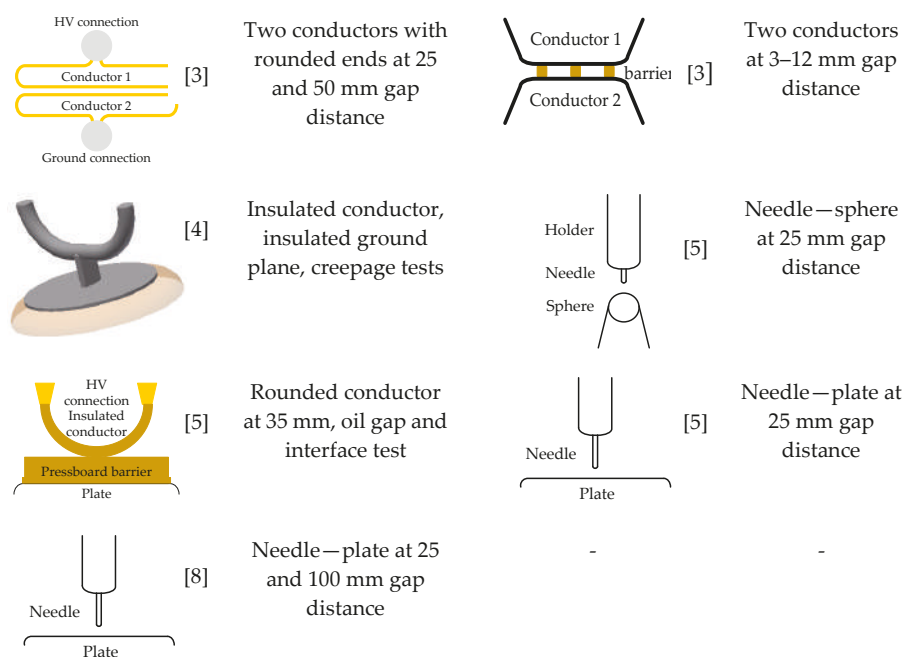 HV connection
Conductor 1
Conductor 2
Ground connection
[3]
Two conductors with
rounded ends at 25
and 50 mm gap
distance
Conductor 1
barrier
Conductor 2
[3]
Two conductors
at 3–12 mm gap
distance
[4]
Insulated conductor,
insulated ground
plane, creepage tests
Holder
Needle
Sphere
[5]
Needle—sphere
at 25 mm gap
distance
HV
connection
Insulated
conductor
Pressboard barrier
Plate
[5]
Rounded conductor
at 35 mm, oil gap and
interface test
Needle
Plate
[5]
Needle—plate at
25 mm gap
distance
Needle
Plate
[8]
Needle—plate at 25
and 100 mm gap
distance
-
-